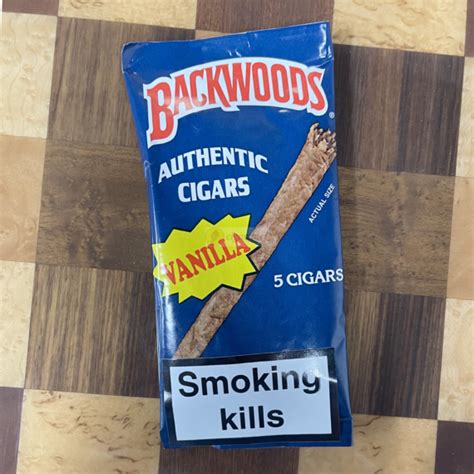 BACKWOODS®
AUTHENTIC
CIGARS
VANILLA
ACTUAL SIZE
5 CIGARS
Smoking
kills